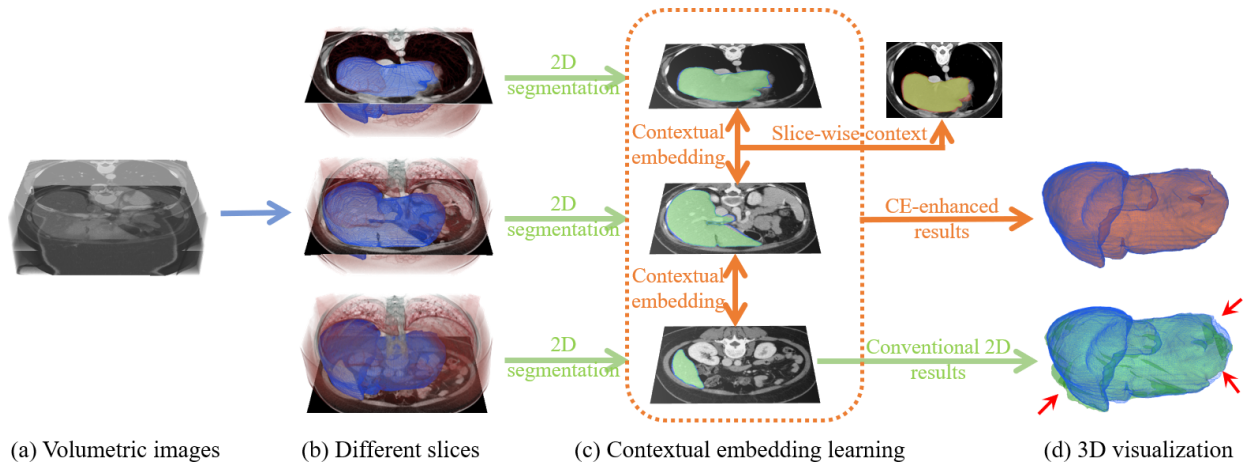 2D
segmentation
Contextual
embedding
Slice-wise context
2D
segmentation
CE-enhanced
results
Contextual
embedding
2D
segmentation
Conventional 2D
results
(a) Volumetric images
(b) Different slices
(c) Contextual embedding learning
(d) 3D visualization